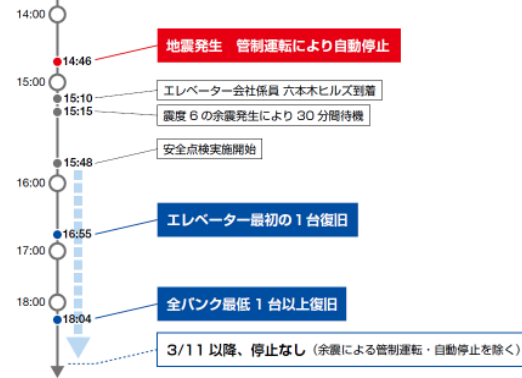 14:00
地震発生 管制運転により自動停止
14:46
15:00
15:10
エレベーター会社係員 六本木ヒルズ到着
15:15
震度 6 の余震発生により 30 分間待機
安全点検実施開始
15:48
16:00
エレベーター最初の 1 台復旧
16:55
17:00
18:00
全バンク最低 1 台以上復旧
18:04
3/11 以降、停止なし（余震による管制運転・自動停止を除く）